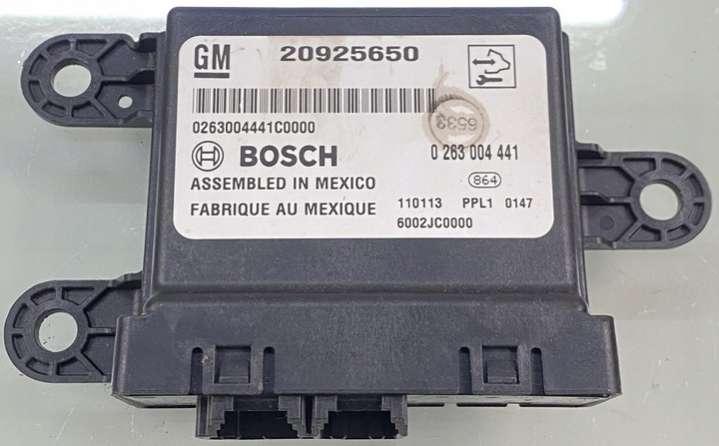 GM 20925650
0263004441C0000
6533
BOSCH 0 263 004 441
ASSEMBLED IN MEXICO 864
FABRIQUE AU MEXIQUE 110113 PPL1 0147
6002JC0000